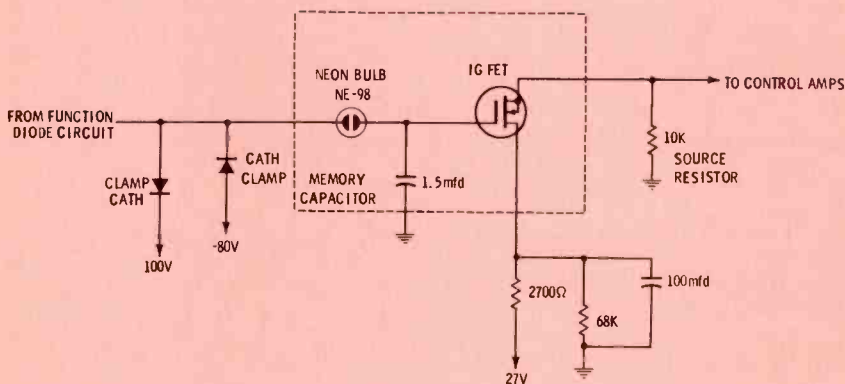 NEON BULB
NE-98
IG FET
TO CONTROL AMPS
FROM FUNCTION
DIODE CIRCUIT
10K
SOURCE
RESISTOR
CLAMP
CATH
CATH
CLAMP
MEMORY
CAPACITOR
1.5mfd
100V
-80V
2700Ω
68K
100mfd
27V